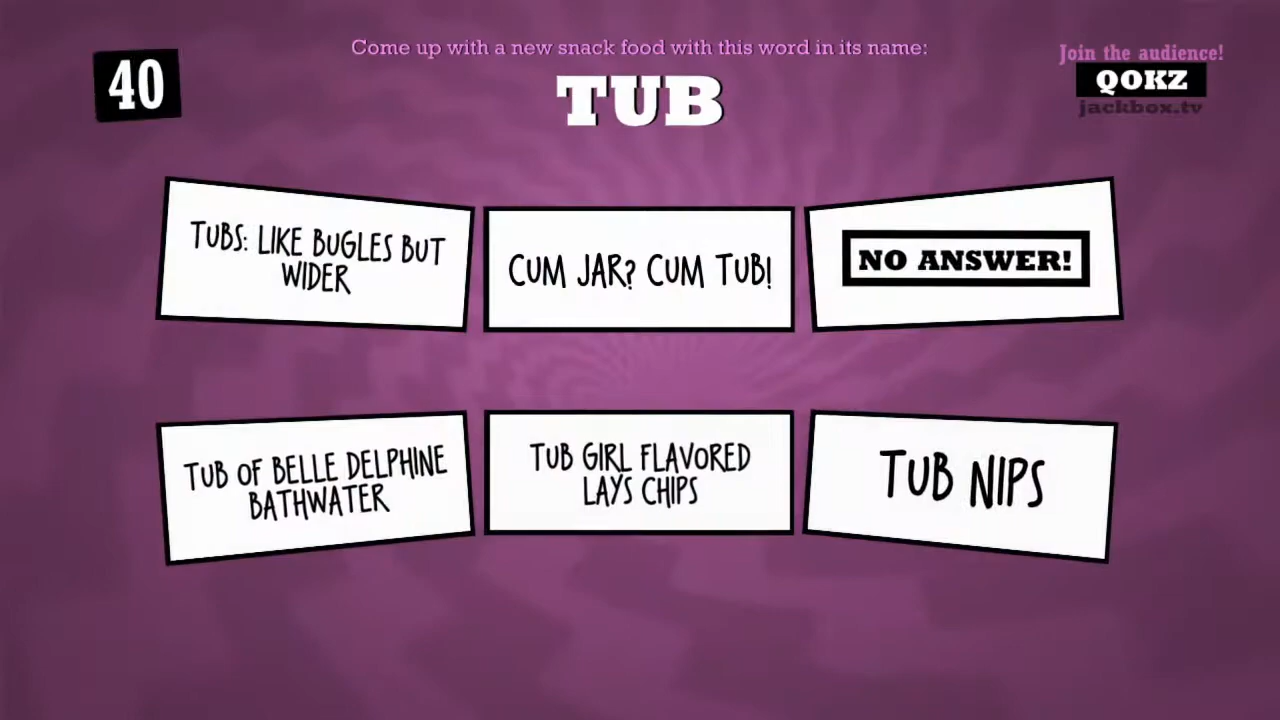 Come up with a new snack food with this word in its name:
TUB
40
Join the audience!
QOKZ
jackbox.tv
TUBS: LIKE BUGLES BUT
WIDER
CUM JAR? CUM TUB!
NO ANSWER!
TUB OF BELLE DELPHINE
BATHWATER
TUB GIRL FLAVORED
LAYS CHIPS
TUB NIPS